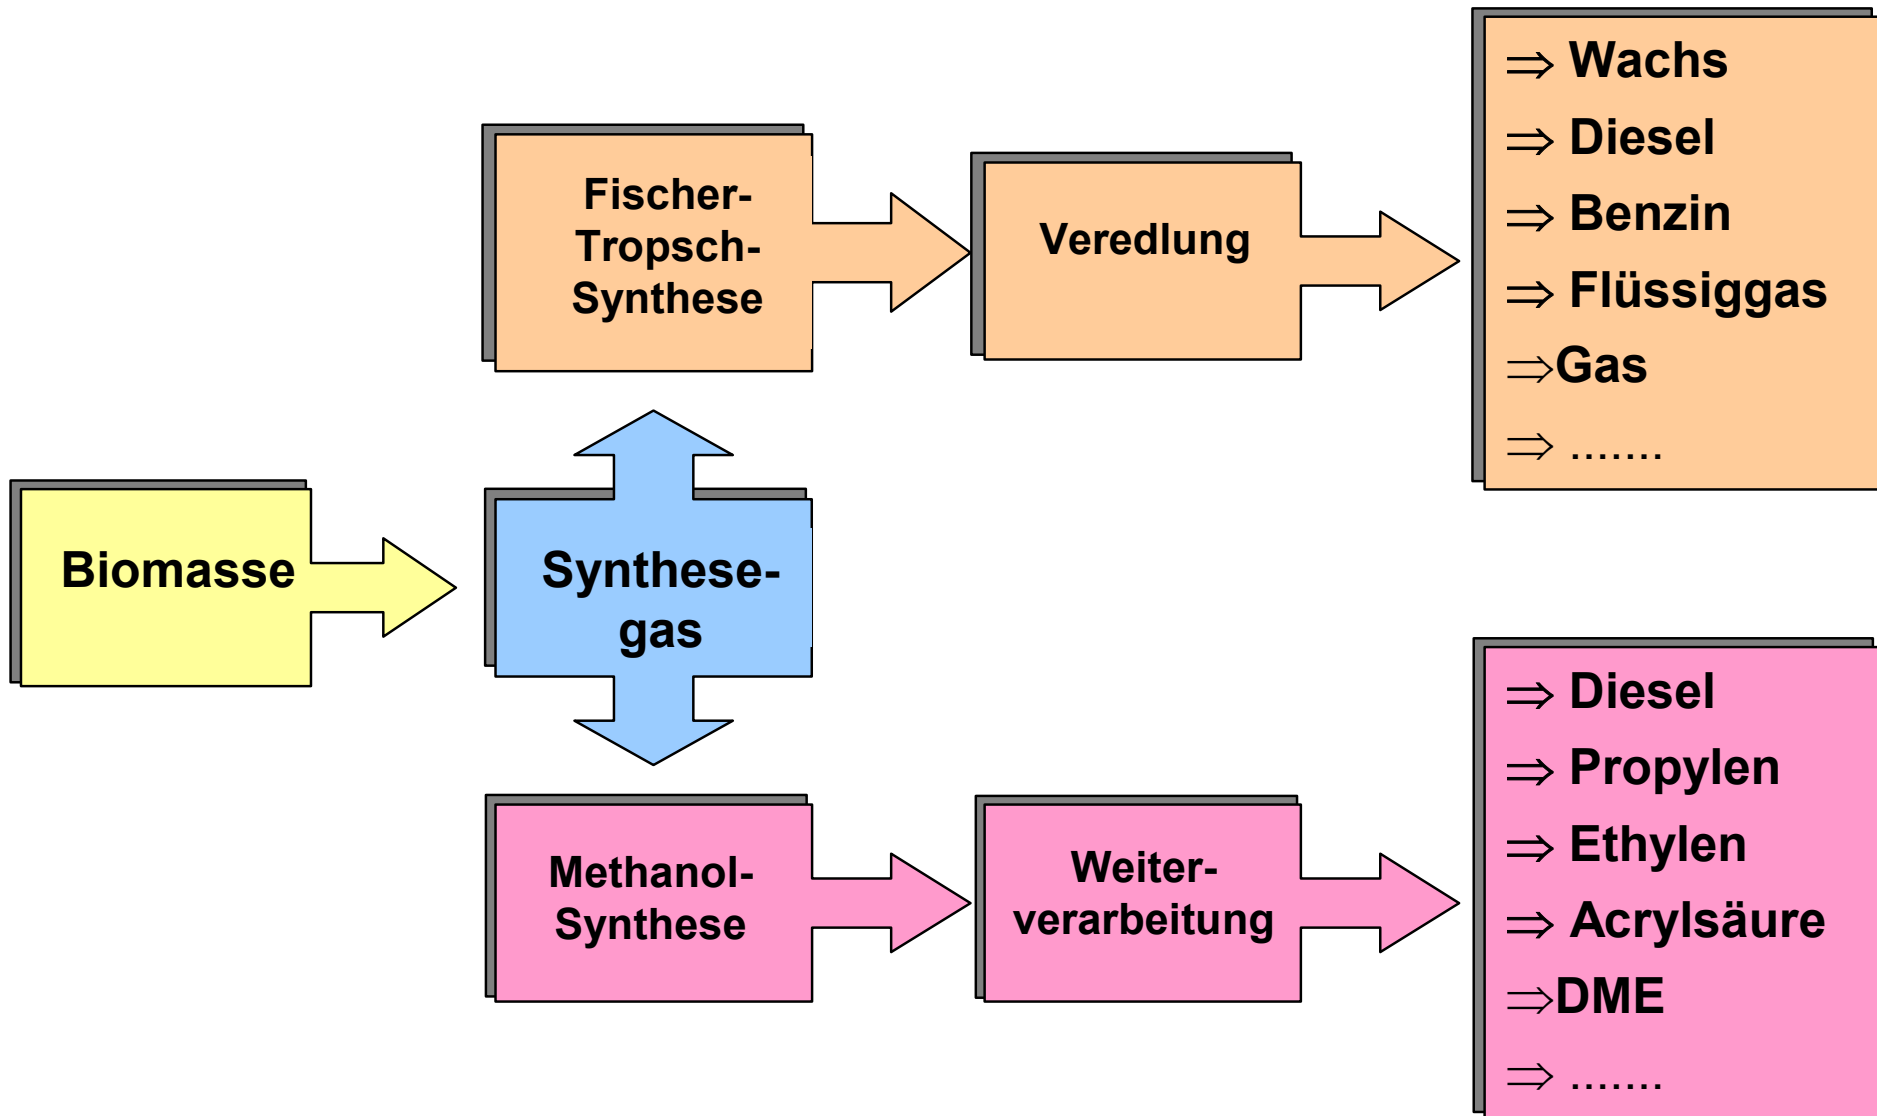 Biomasse
Synthese-
gas
Fischer-
Tropsch-
Synthese
Veredlung
⇒ Wachs
⇒ Diesel
⇒ Benzin
⇒ Flüssiggas
⇒Gas
⇒ .......
Methanol-
Synthese
Weiter-
verarbeitung
⇒ Diesel
⇒ Propylen
⇒ Ethylen
⇒ Acrylsäure
⇒DME
⇒ .......